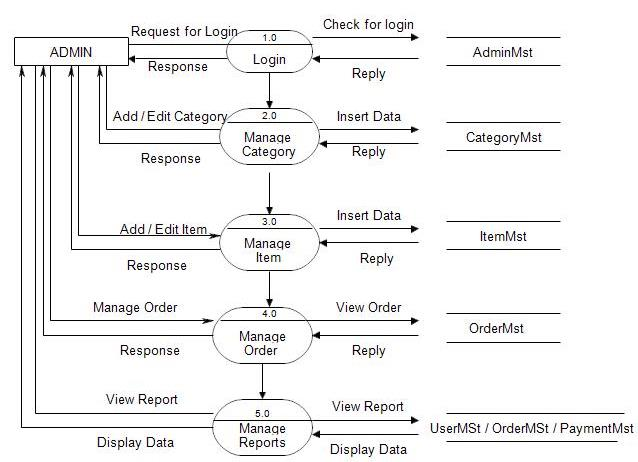 Request for Login
Check for login
1.0
ADMIN
Login
AdminMst
Response
Reply
Add / Edit Category
2.0
Insert Data
Manage
Category
CategoryMst
Response
Reply
Add / Edit Item
3.0
Insert Data
Manage
Item
ItemMst
Response
Reply
Manage Order
4.0
View Order
Manage
Order
OrderMst
Response
Reply
View Report
5.0
View Report
Manage
Reports
UserMSt / OrderMSt / PaymentMst
Display Data
Display Data